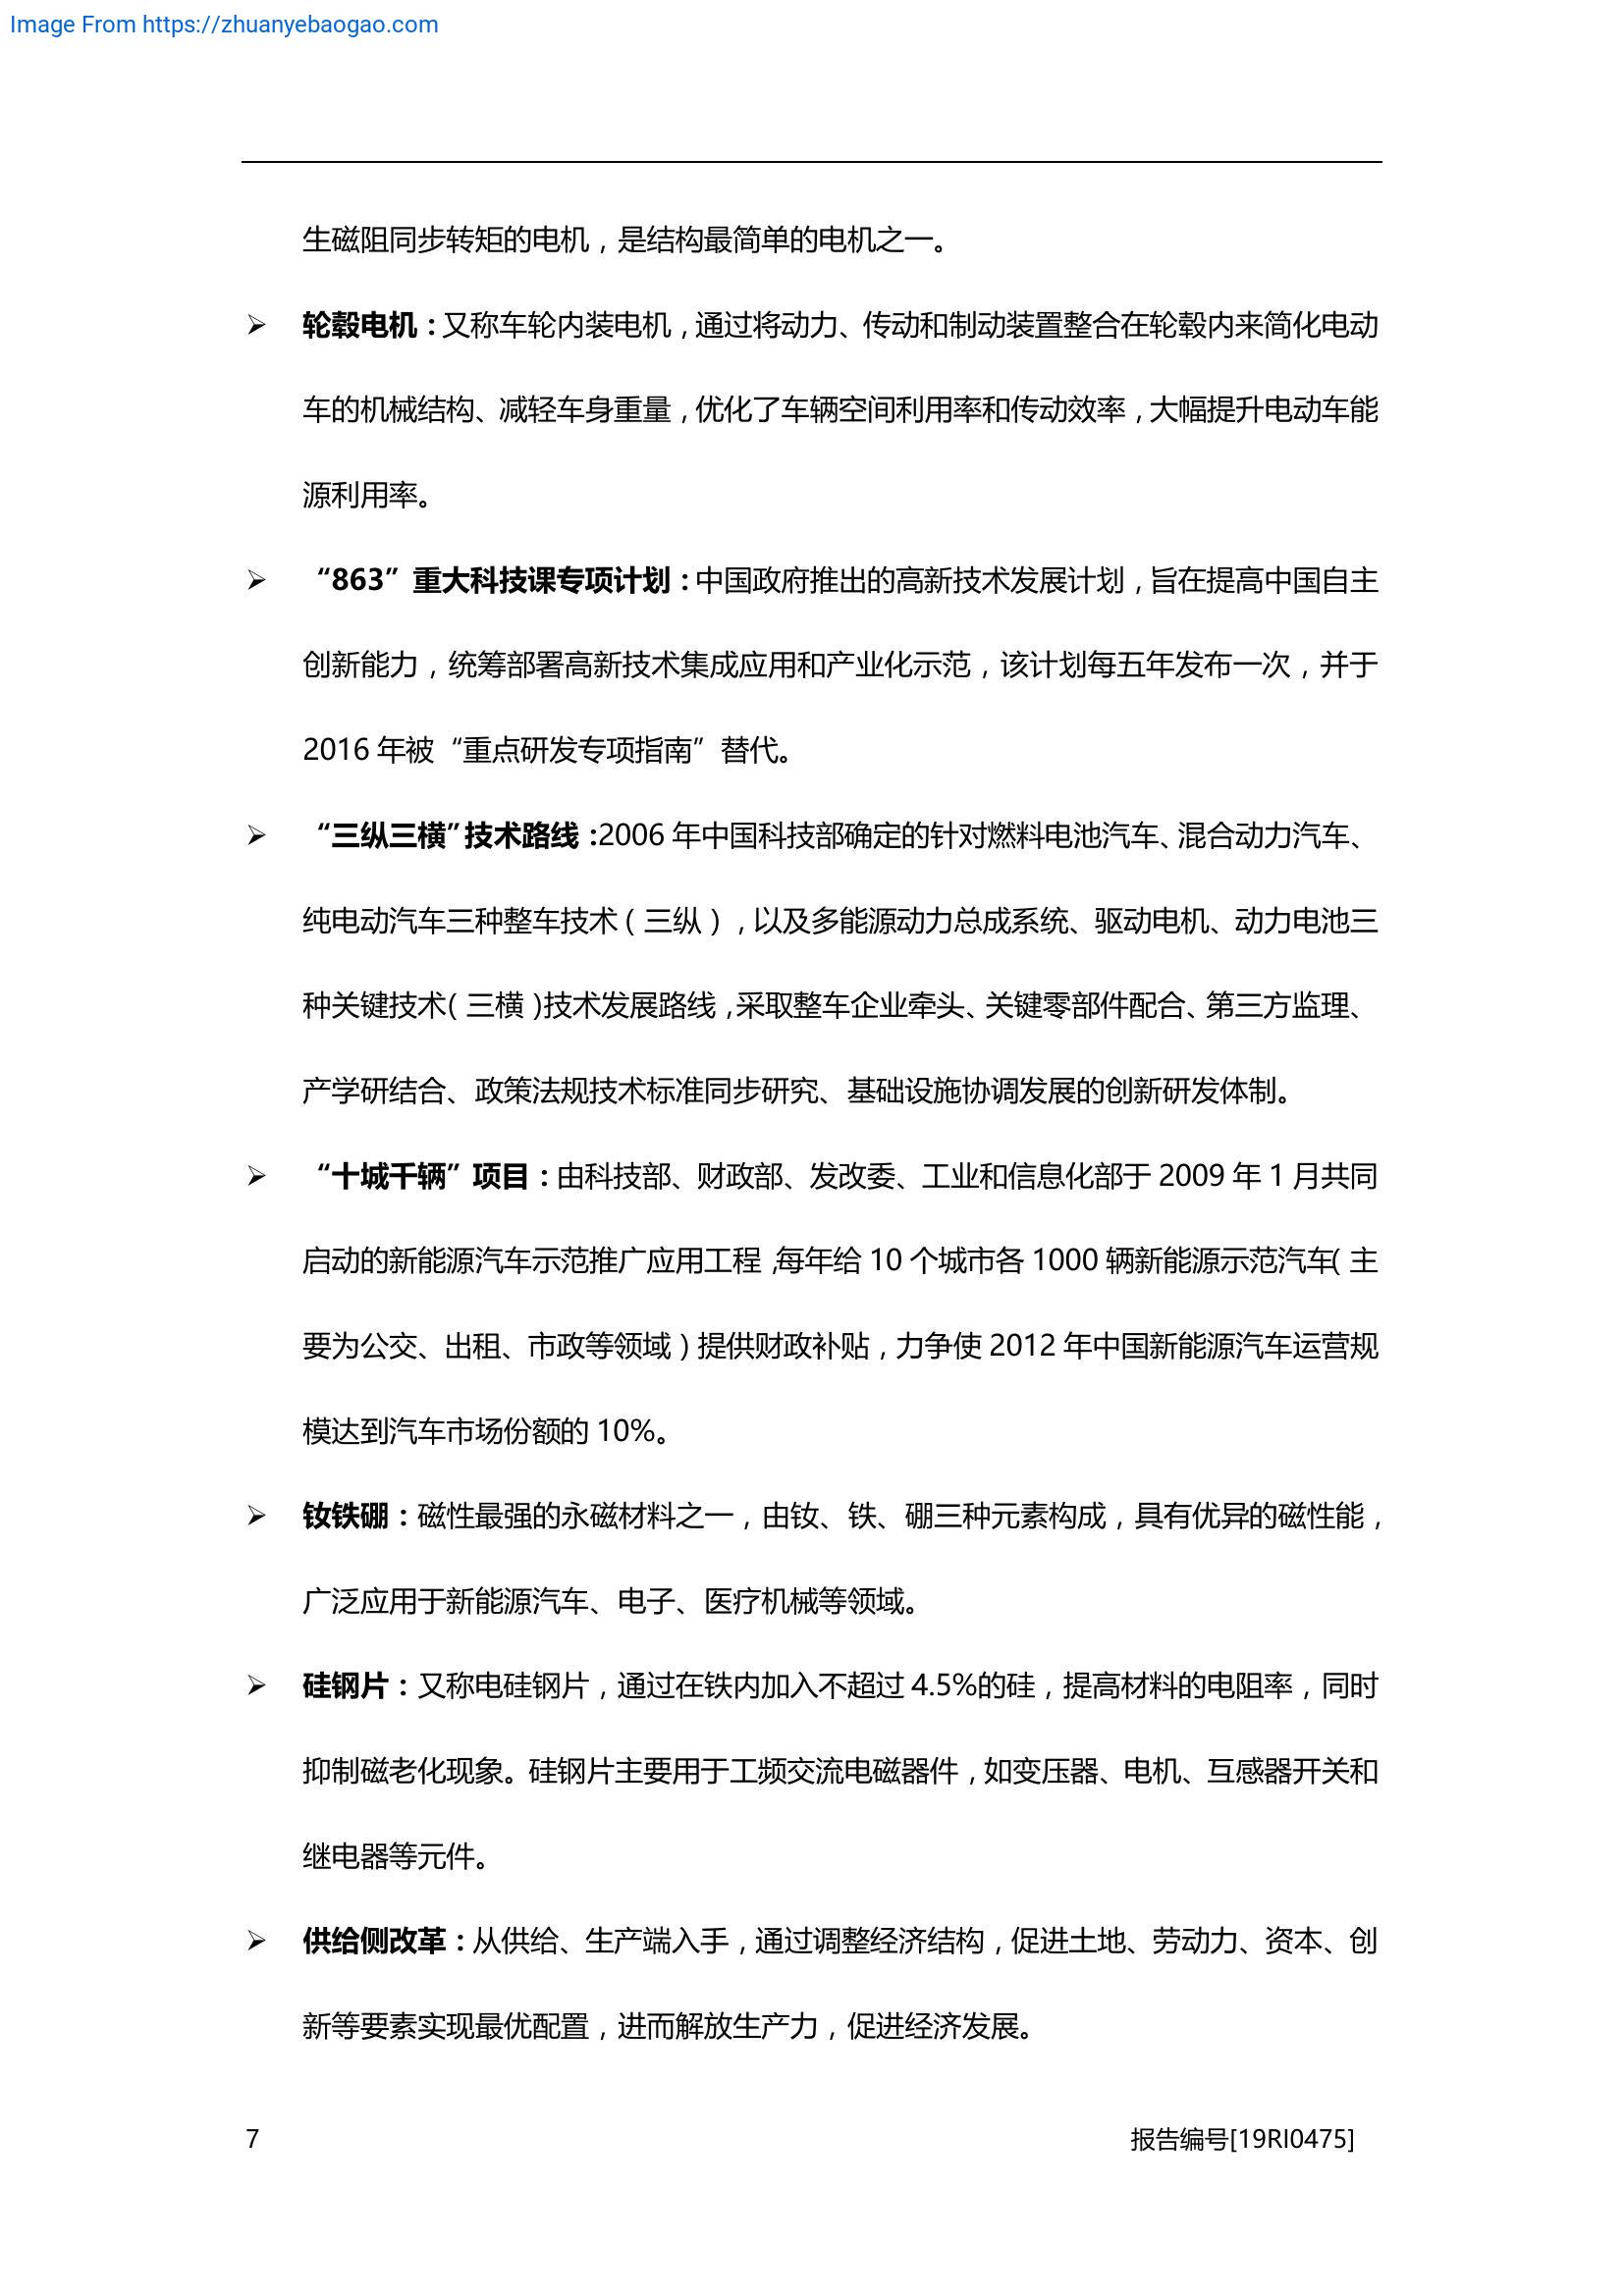 Image From https://zhuanyebaogao.com
生磁阻同步转矩的电机，是结构最简单的电机之一。
➢ 轮毂电机：又称车轮内装电机，通过将动力、传动和制动装置整合在轮毂内来简化电动
车的机械结构、减轻车身重量，优化了车辆空间利用率和传动效率，大幅提升电动车能
源利用率。
➢ “863”重大科技课专项计划：中国政府推出的高新技术发展计划，旨在提高中国自主
创新能力，统筹部署高新技术集成应用和产业化示范，该计划每五年发布一次，并于
2016 年被“重点研发专项指南”替代。
➢ “三纵三横”技术路线：2006 年中国科技部确定的针对燃料电池汽车、混合动力汽车、
纯电动汽车三种整车技术（三纵），以及多能源动力总成系统、驱动电机、动力电池三
种关键技术（三横）技术发展路线，采取整车企业牵头、关键零部件配合、第三方监理、
产学研结合、政策法规技术标准同步研究、基础设施协调发展的创新研发体制。
➢ “十城千辆”项目：由科技部、财政部、发改委、工业和信息化部于 2009 年 1 月共同
启动的新能源汽车示范推广应用工程，每年给 10 个城市各 1000 辆新能源示范汽车（主
要为公交、出租、市政等领域）提供财政补贴，力争使 2012 年中国新能源汽车运营规
模达到汽车市场份额的 10%。
➢ 钕铁硼：磁性最强的永磁材料之一，由钕、铁、硼三种元素构成，具有优异的磁性能，
广泛应用于新能源汽车、电子、医疗机械等领域。
➢ 硅钢片：又称电硅钢片，通过在铁内加入不超过 4.5%的硅，提高材料的电阻率，同时
抑制磁老化现象。硅钢片主要用于工频交流电磁器件，如变压器、电机、互感器开关和
继电器等元件。
➢ 供给侧改革：从供给、生产端入手，通过调整经济结构，促进土地、劳动力、资本、创
新等要素实现最优配置，进而解放生产力，促进经济发展。
7 报告编号[19RI0475]